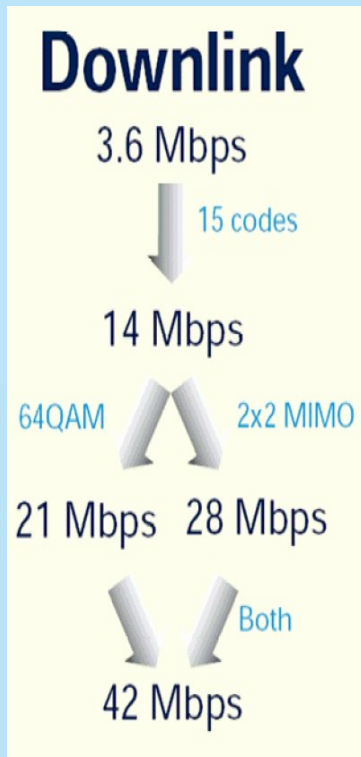 Downlink
3.6 Mbps
15 codes
14 Mbps
64QAM 2x2 MIMO
21 Mbps 28 Mbps
Both
42 Mbps